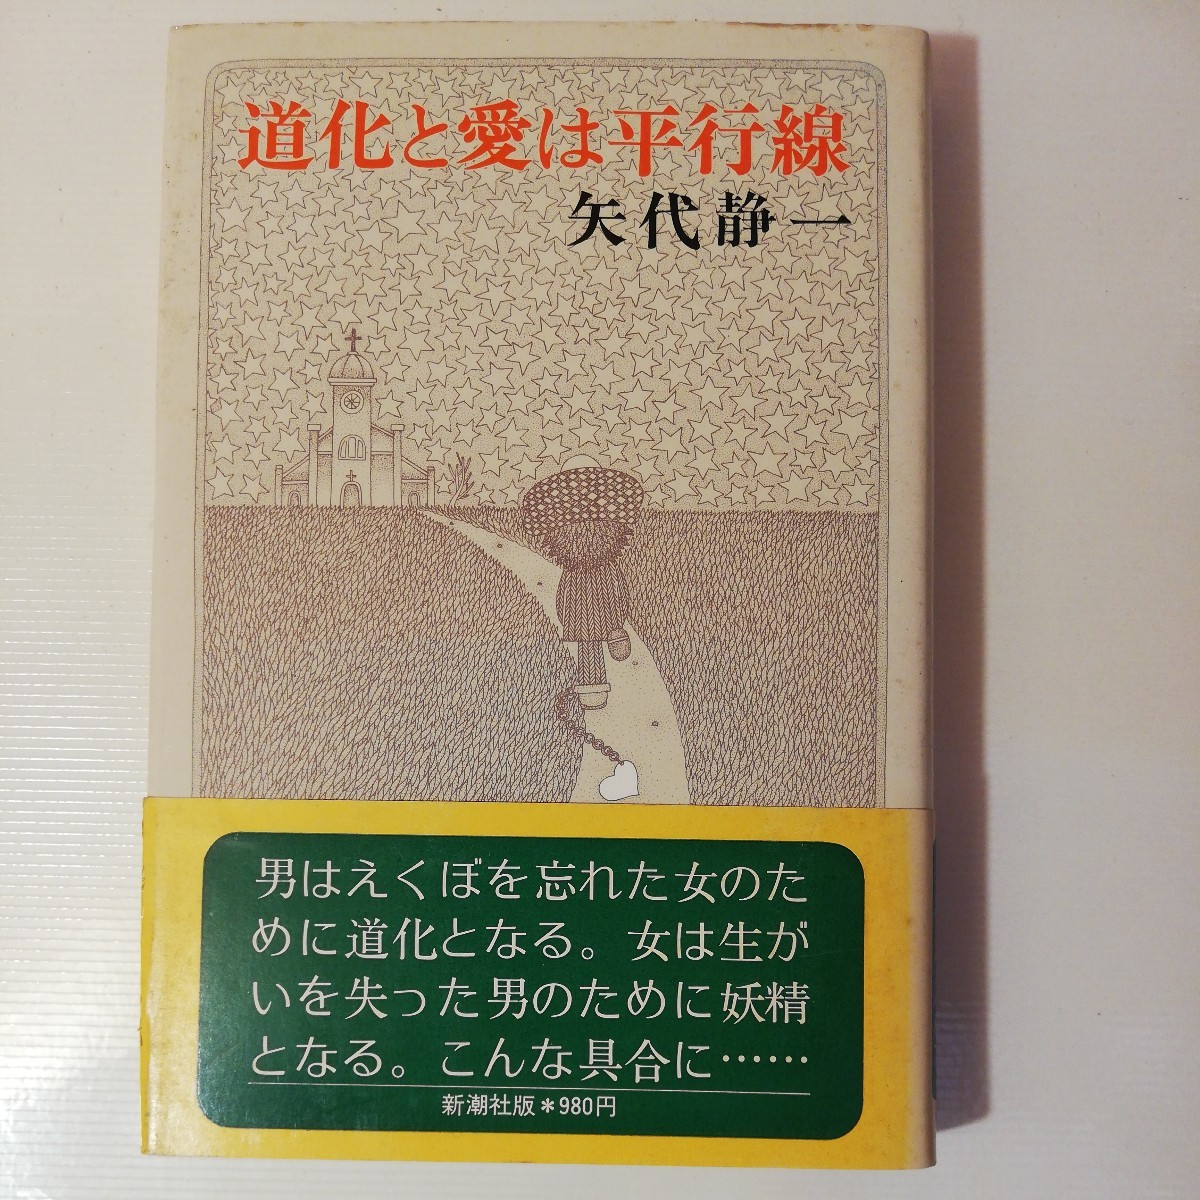 道化と愛は平行線
矢代静一
男はえくぼを忘れた女のた
めに道化となる。女は生が
いを失った男のために妖精
となる。こんな具合に……
新潮社版＊980円